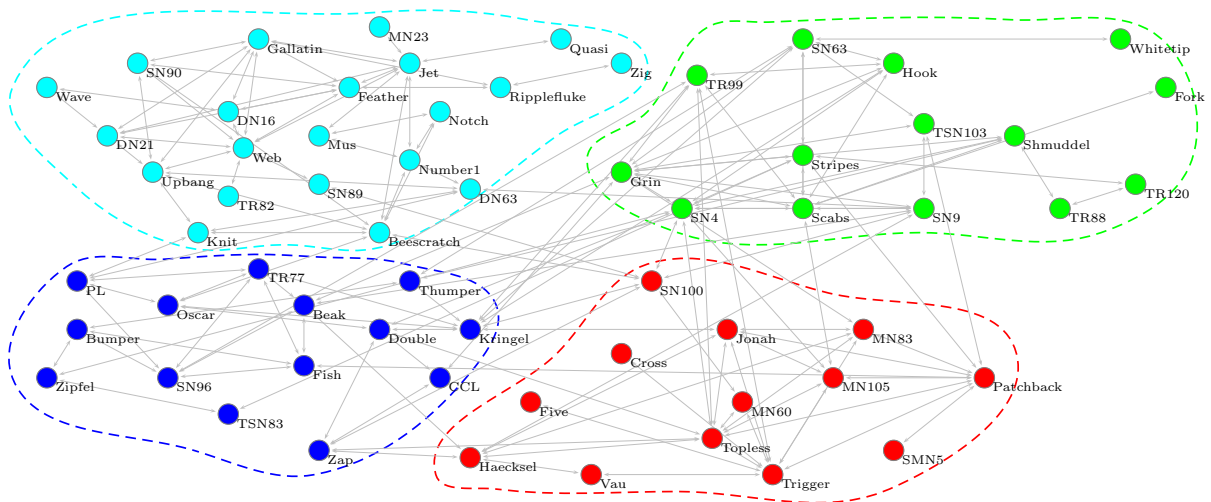 MN23
Gallatin
Quasi
SN90
Jet
Zig
Wave
Feather
Ripplefluke
DN16
Notch
DN21
Web
Mus
Number1
Upbang
TR82
SN89
DN63
Knit
Beescratch
SN63
Whitetip
TR99
Hook
Fork
TSN103
Shmuddel
Stripes
Grin
TR120
SN4
Scabs
SN9
TR88
PL
TR77
Thumper
Oscar
Beak
Bumper
Double
Kringel
Zipfel
SN96
Fish
CCL
TSN83
Zap
SN100
Jonah
MN83
Cross
MN105
Patchback
Five
MN60
Topless
SMN5
Haecksel
Vau
Trigger